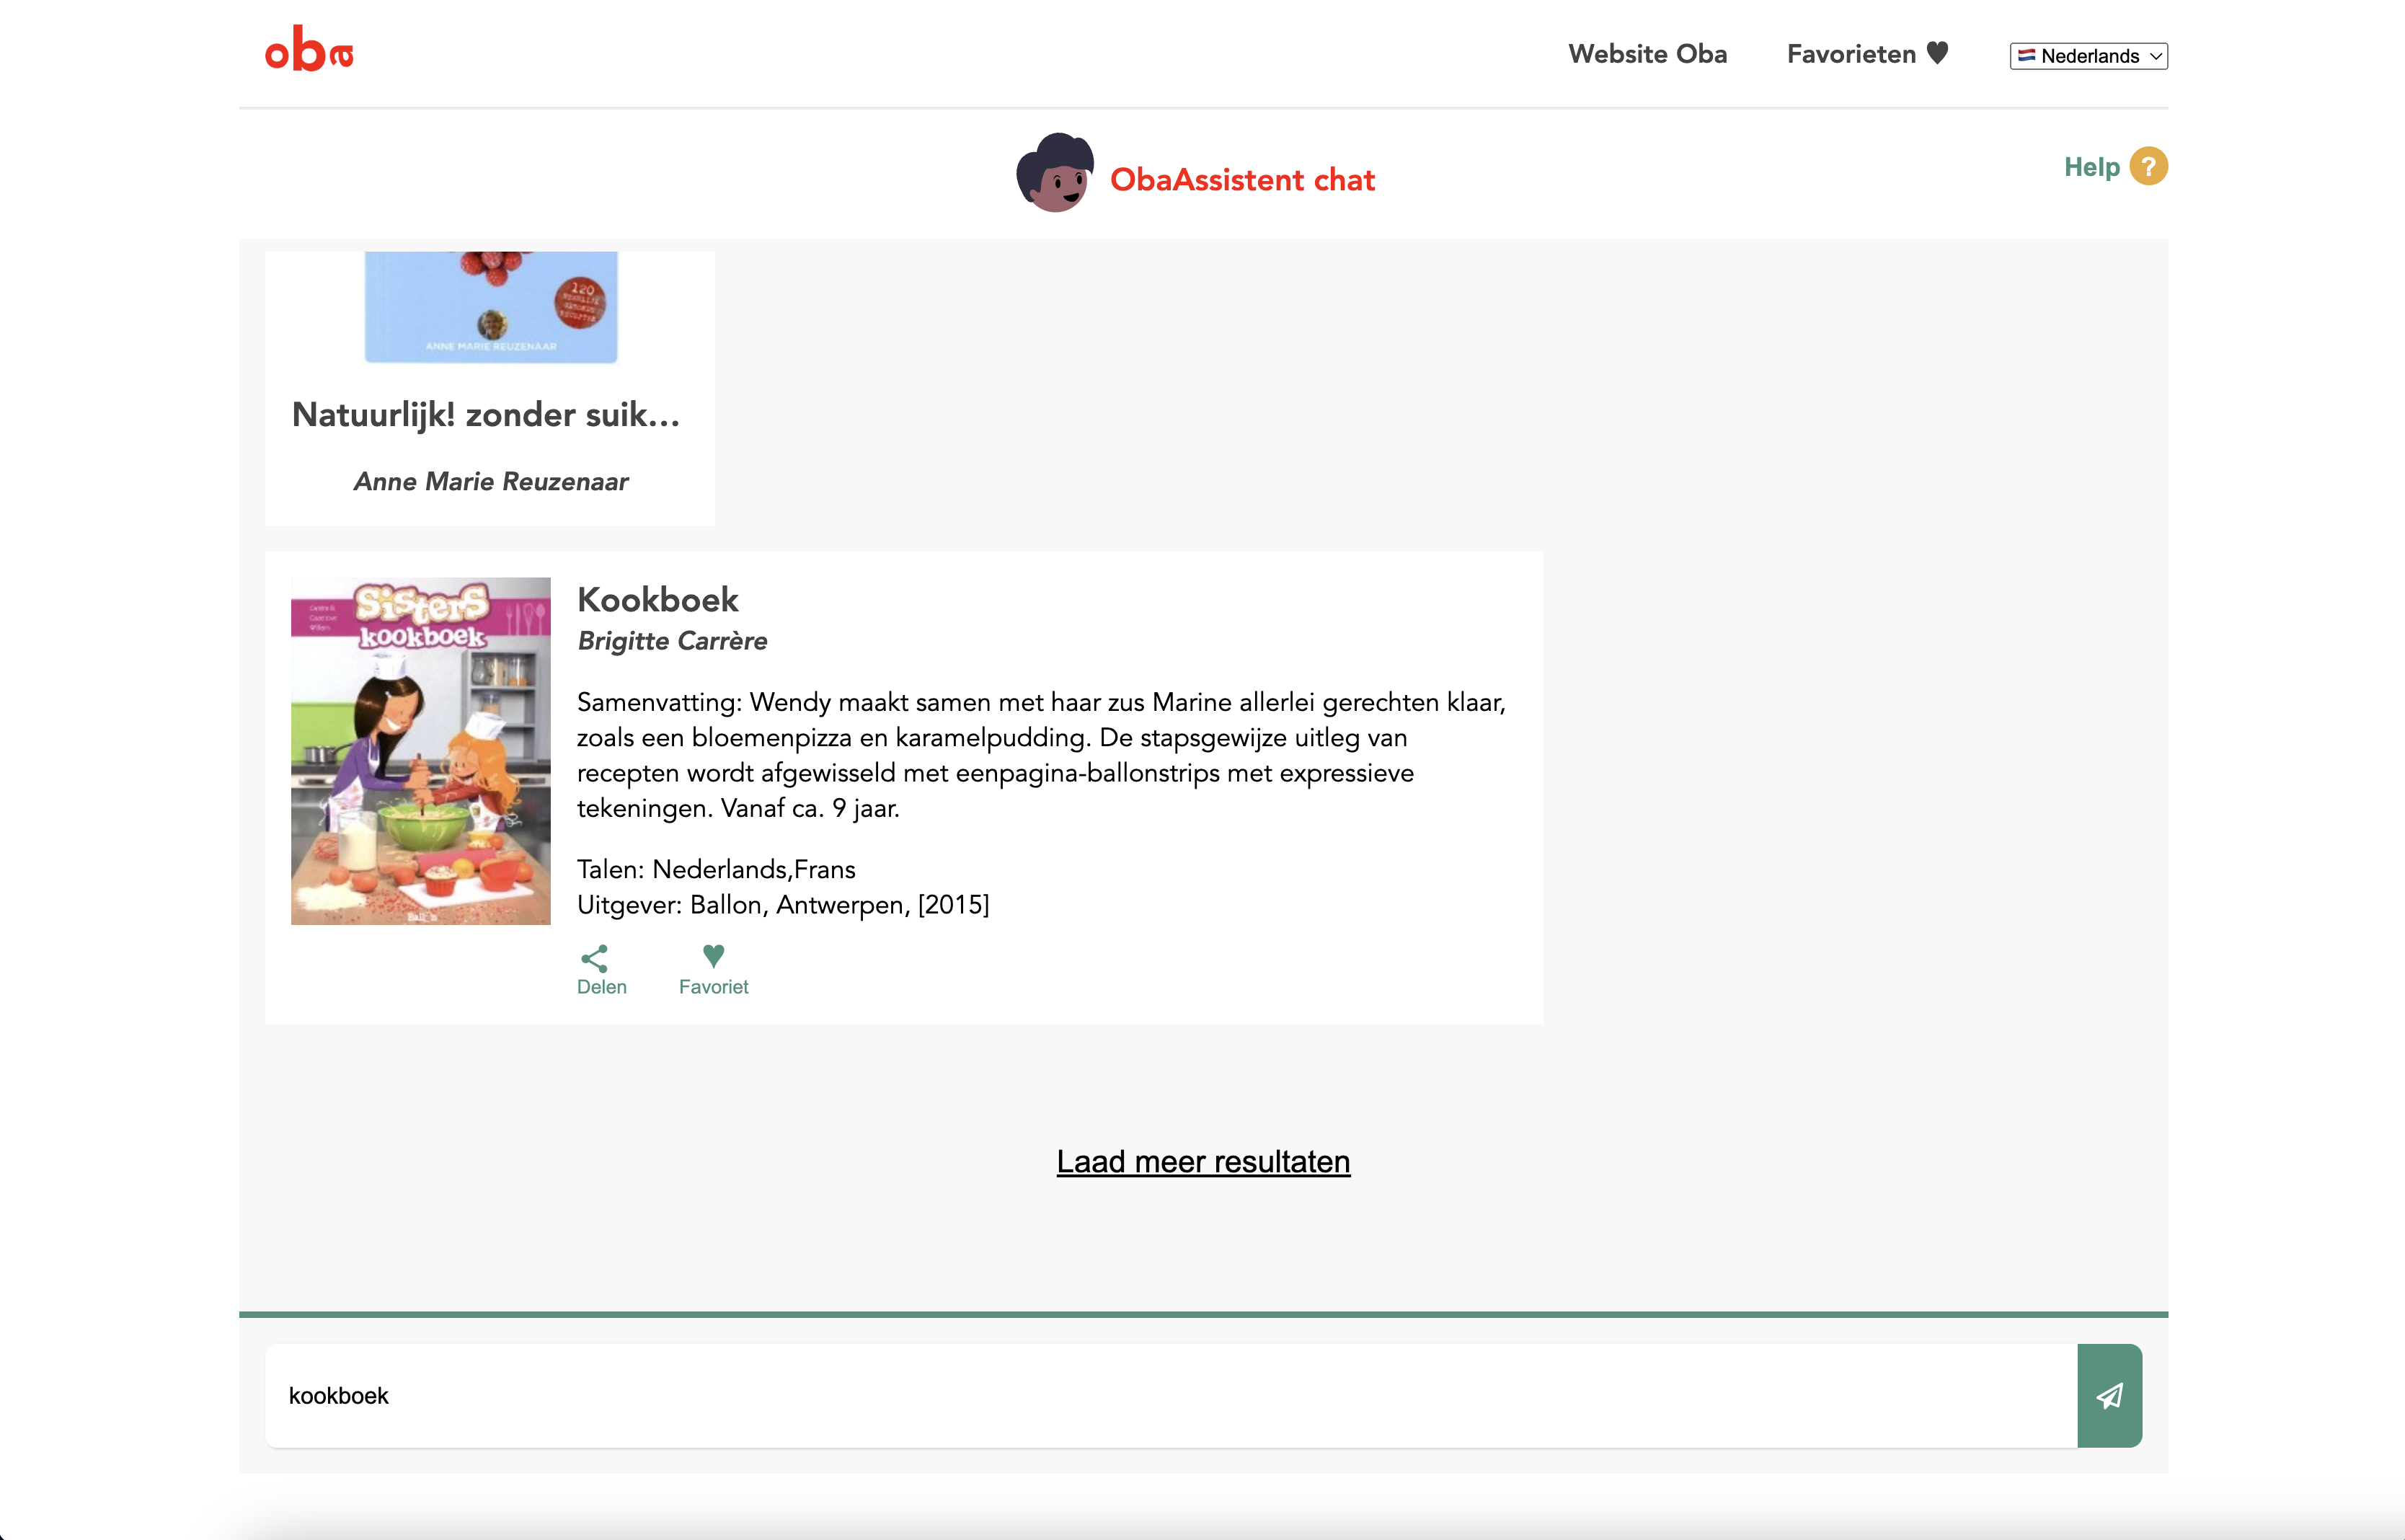 oba
Website Oba
Favorieten
Nederlands
ObaAssistent chat
Help ?
120
ANNE MARIE REUZENAAR
Natuurlijk! zonder suik...
Anne Marie Reuzenaar
Sisters
kookboek
Kookboek
Brigitte Carrère
Samenvatting: Wendy maakt samen met haar zus Marine allerlei gerechten klaar,
zoals een bloemenpizza en karamelpudding. De stapsgewijze uitleg van
recepten wordt afgewisseld met eenpagina-ballonstrips met expressieve
tekeningen. Vanaf ca. 9 jaar.
Talen: Nederlands,Frans
Uitgever: Ballon, Antwerpen, [2015]
Delen
Favoriet
Laad meer resultaten
kookboek